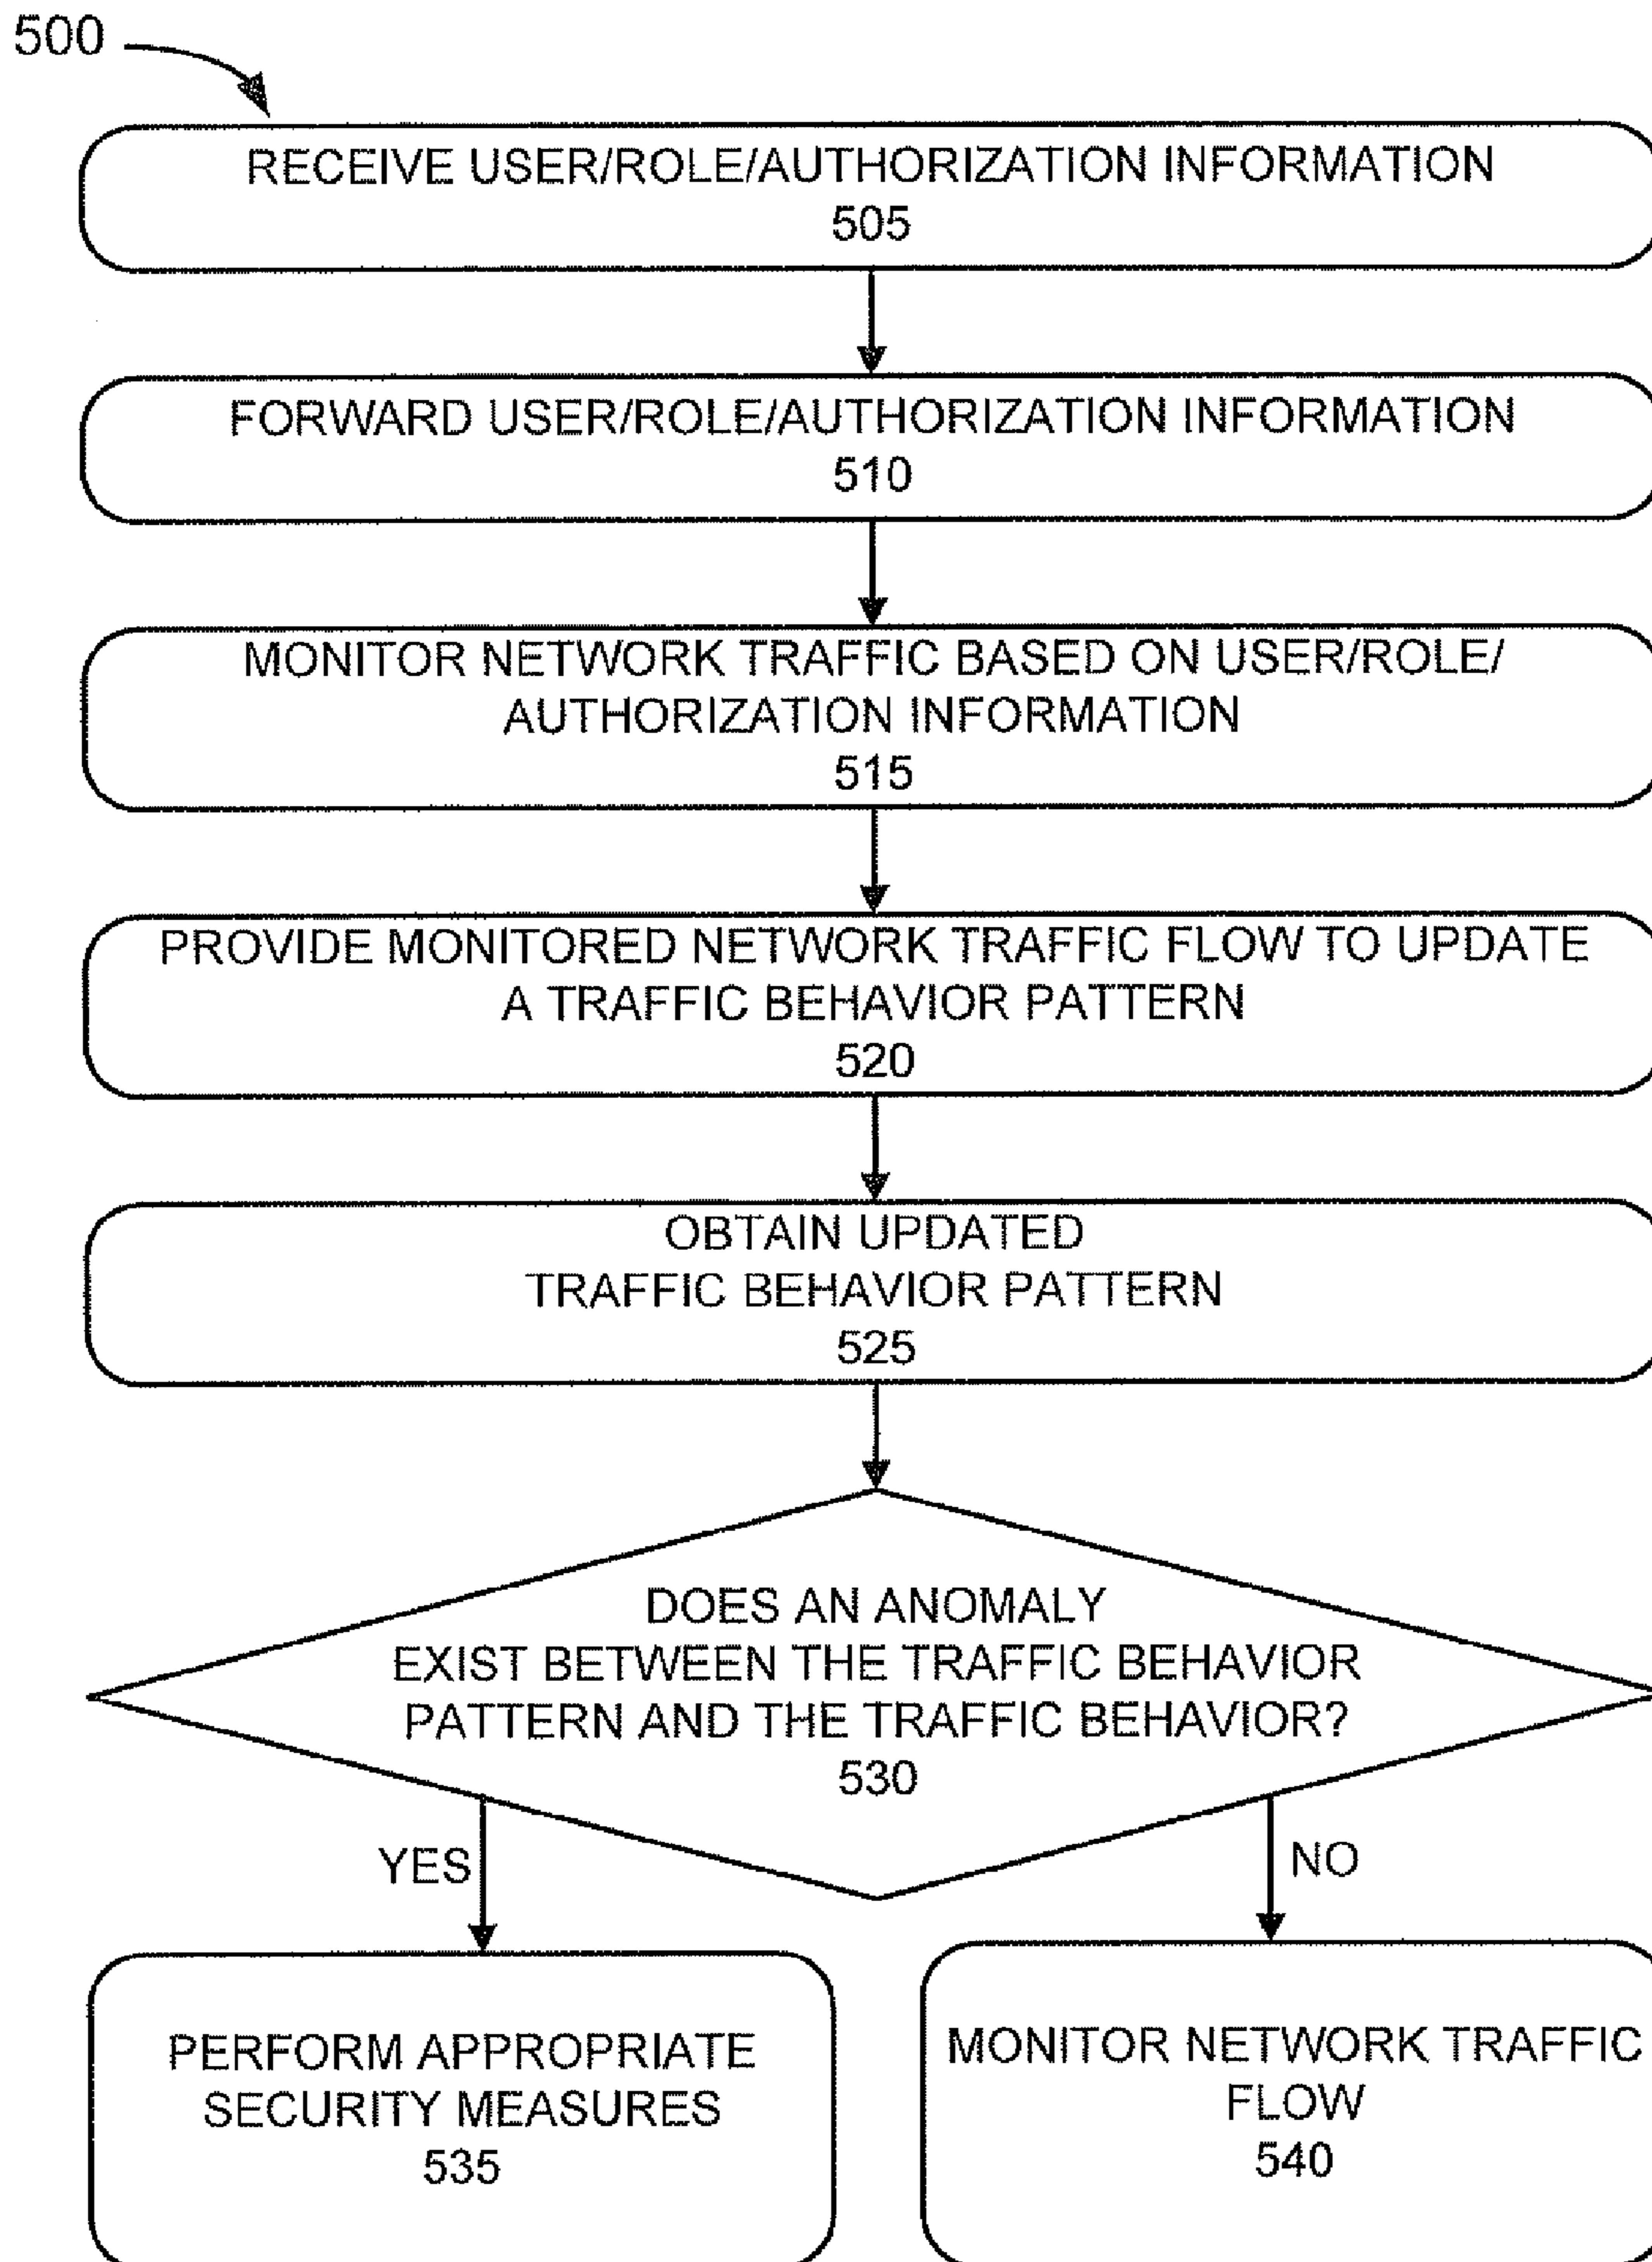 500
RECEIVE USER/ROLE/AUTHORIZATION INFORMATION
505
FORWARD USER/ROLE/AUTHORIZATION INFORMATION
510
MONITOR NETWORK TRAFFIC BASED ON USER/ROLE/
AUTHORIZATION INFORMATION
515
PROVIDE MONITORED NETWORK TRAFFIC FLOW TO UPDATE
A TRAFFIC BEHAVIOR PATTERN
520
OBTAIN UPDATED
TRAFFIC BEHAVIOR PATTERN
525
DOES AN ANOMALY
EXIST BETWEEN THE TRAFFIC BEHAVIOR
PATTERN AND THE TRAFFIC BEHAVIOR?
530
YES
NO
PERFORM APPROPRIATE
SECURITY MEASURES
535
MONITOR NETWORK TRAFFIC
FLOW
540